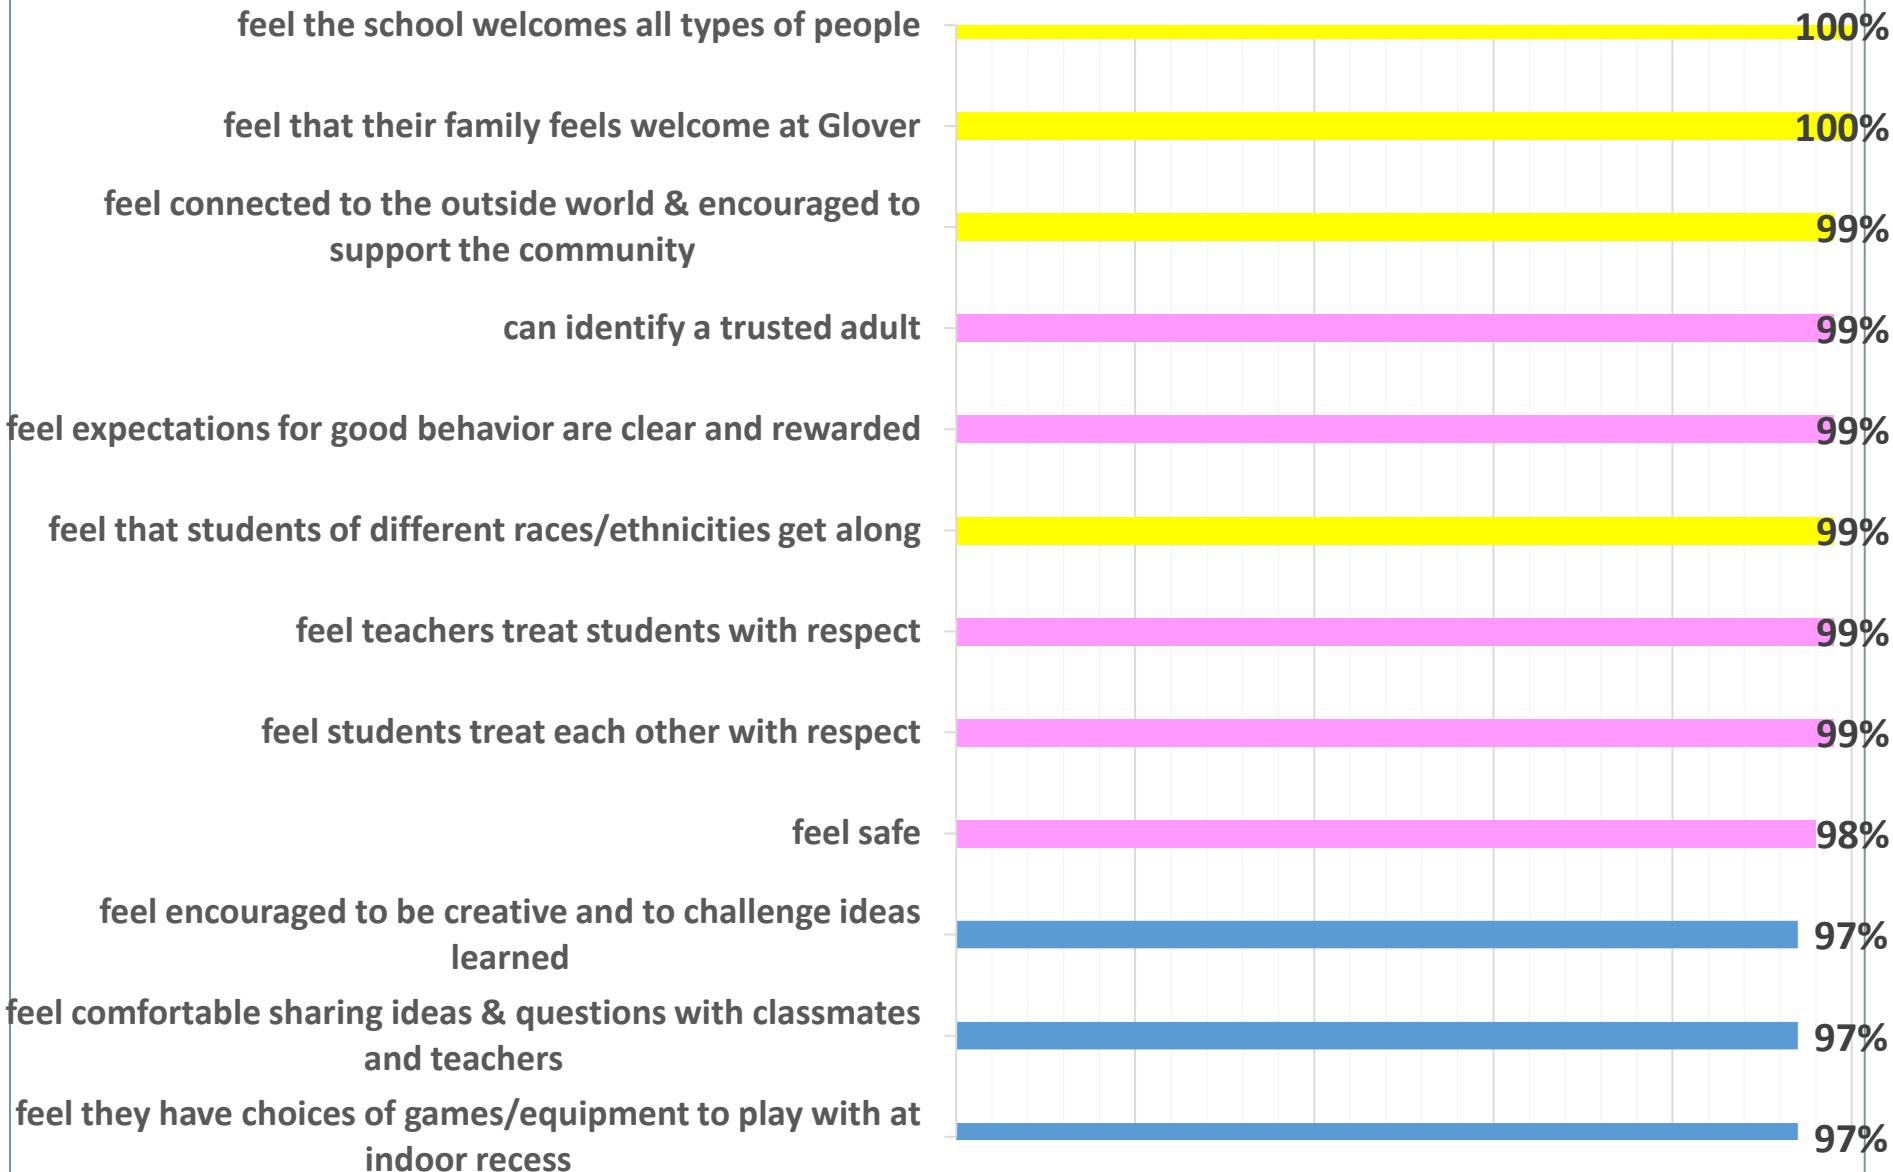 feel the school welcomes all types of people 100%
feel that their family feels welcome at Glover 100%
feel connected to the outside world & encouraged to
support the community 99%
can identify a trusted adult 99%
feel expectations for good behavior are clear and rewarded 99%
feel that students of different races/ethnicities get along 99%
feel teachers treat students with respect 99%
feel students treat each other with respect 99%
feel safe 98%
feel encouraged to be creative and to challenge ideas
learned 97%
feel comfortable sharing ideas & questions with classmates
and teachers 97%
feel they have choices of games/equipment to play with at
indoor recess 97%